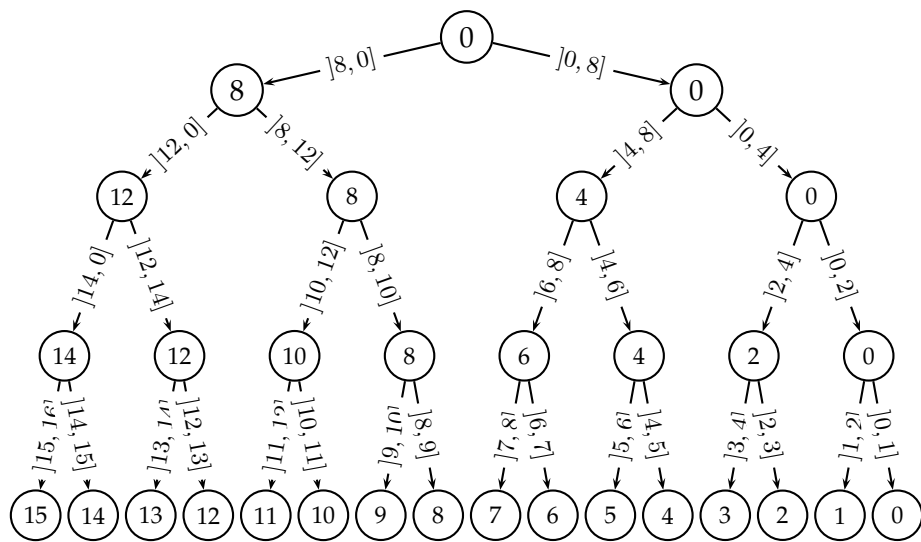 0
]8, 0] ]0, 8]
8 0
]12, 0] ]8, 12] ]4, 8] ]0, 4]
12 8 4 0
]14, 0] ]12, 14] ]10, 12] ]8, 10] ]6, 8] ]4, 6] ]2, 4] ]0, 2]
14 12 10 8 6 4 2 0
]15, 16] ]14, 15] ]13, 14] ]12, 13] ]11, 12] ]10, 11] ]9, 10] ]8, 9] ]7, 8] ]6, 7] ]5, 6] ]4, 5] ]3, 4] ]2, 3] ]1, 2] ]0, 1]
15 14 13 12 11 10 9 8 7 6 5 4 3 2 1 0